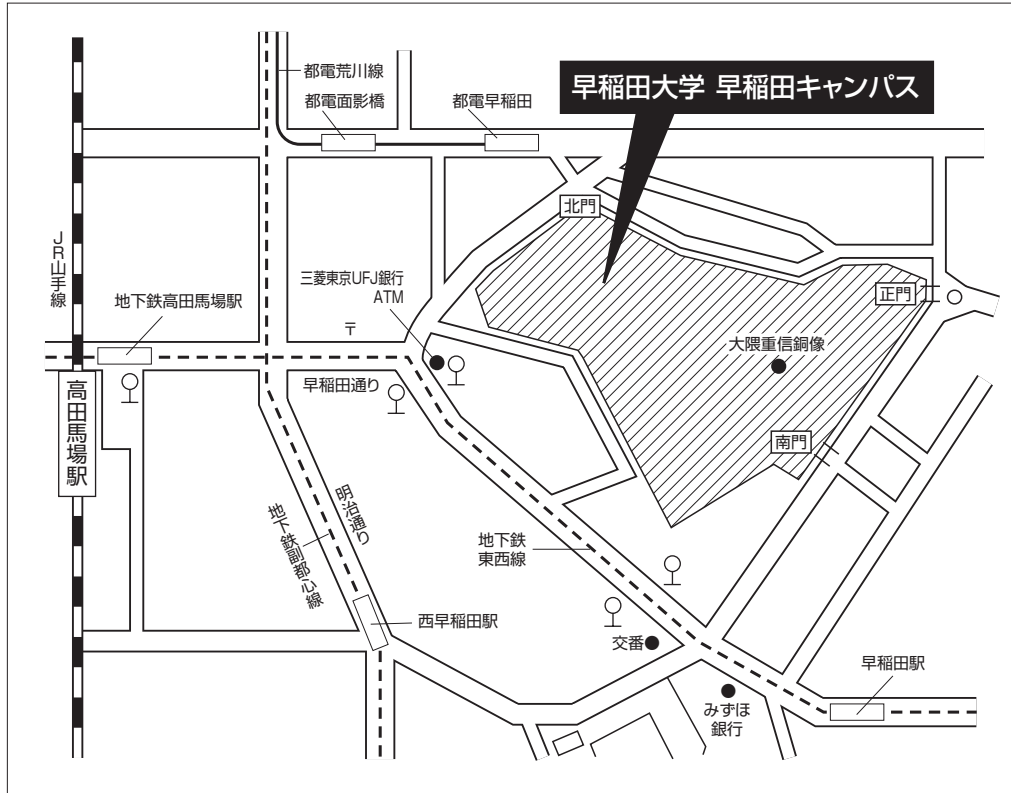 都電荒川線
都電面影橋
都電早稲田
早稲田大学 早稲田キャンパス
北門
JR山手線
三菱東京UFJ銀行
ATM
地下鉄高田馬場駅
〒
正門
大隈重信銅像
早稲田通り
高田馬場駅
南門
明治通り
地下鉄副都心線
地下鉄
東西線
西早稲田駅
交番
早稲田駅
みずほ
銀行